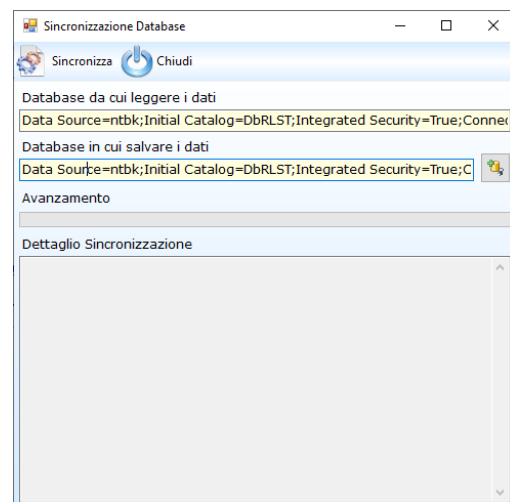 Sincronizzazione Database
Sincronizza Chiudi
Database da cui leggere i dati
Data Source=ntbk;Initial Catalog=DbRLST;Integrated Security=True;Connec
Database in cui salvare i dati
Data Source=ntbk;Initial Catalog=DbRLST;Integrated Security=True;C
Avanzamento
Dettaglio Sincronizzazione